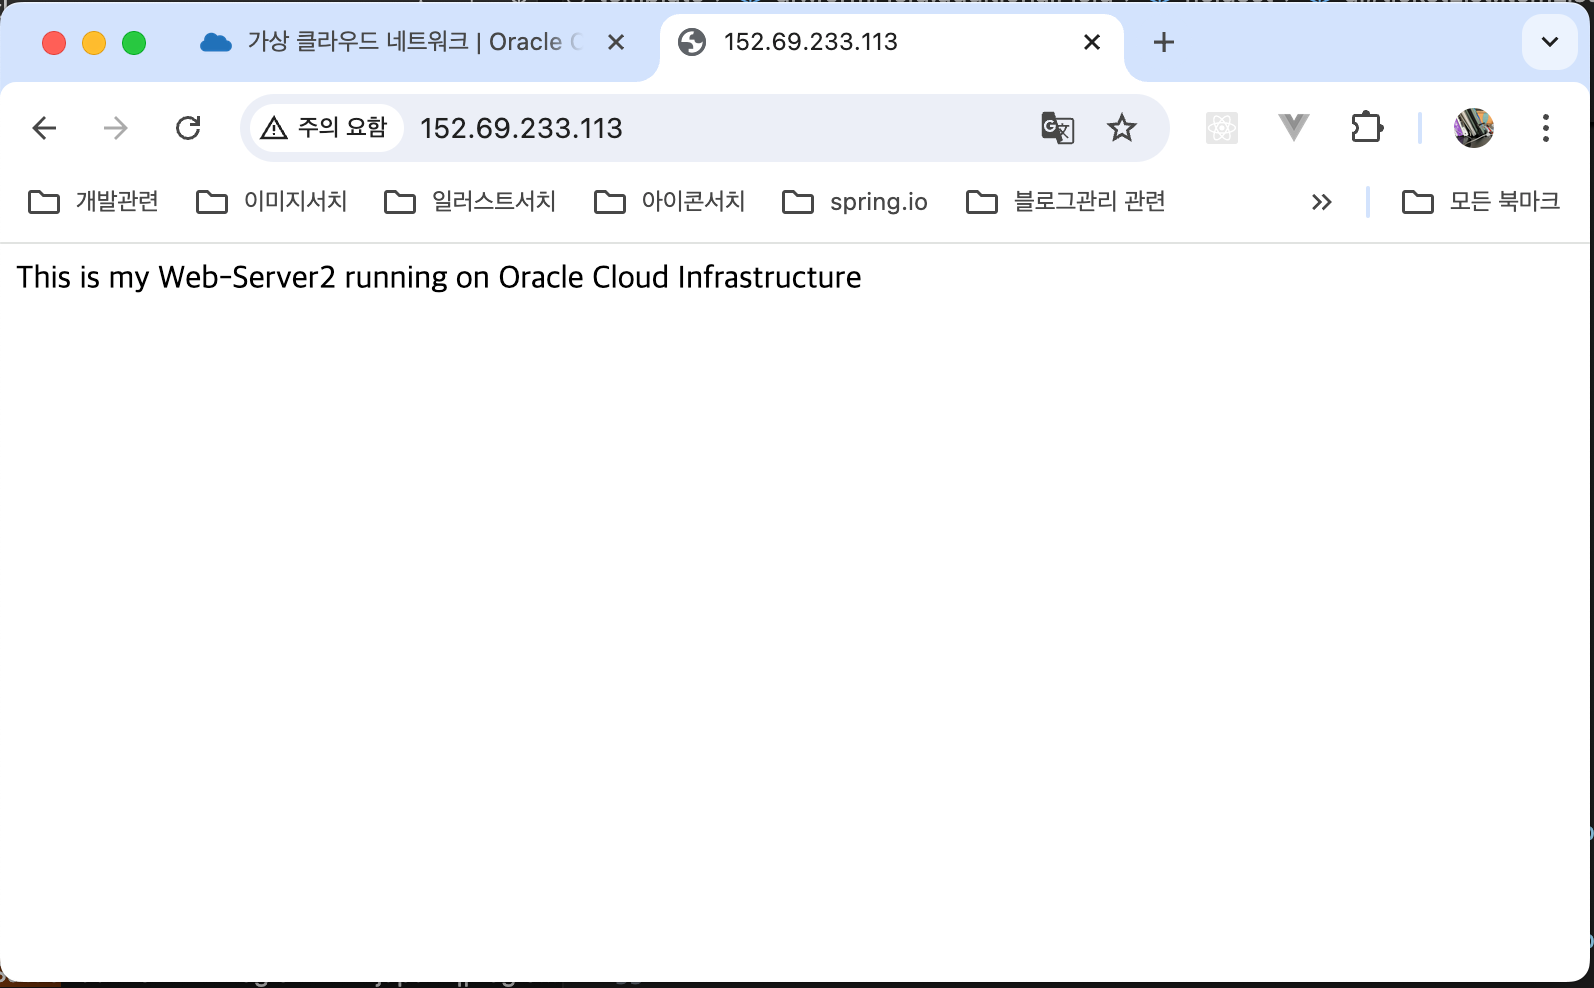 가상 클라우드 네트워크 | Oracle
152.69.233.113
주의 요함 152.69.233.113
개발관련 이미지서치 일러스트서치 아이콘서치 spring.io 블로그관리 관련 모든 북마크
This is my Web-Server2 running on Oracle Cloud Infrastructure